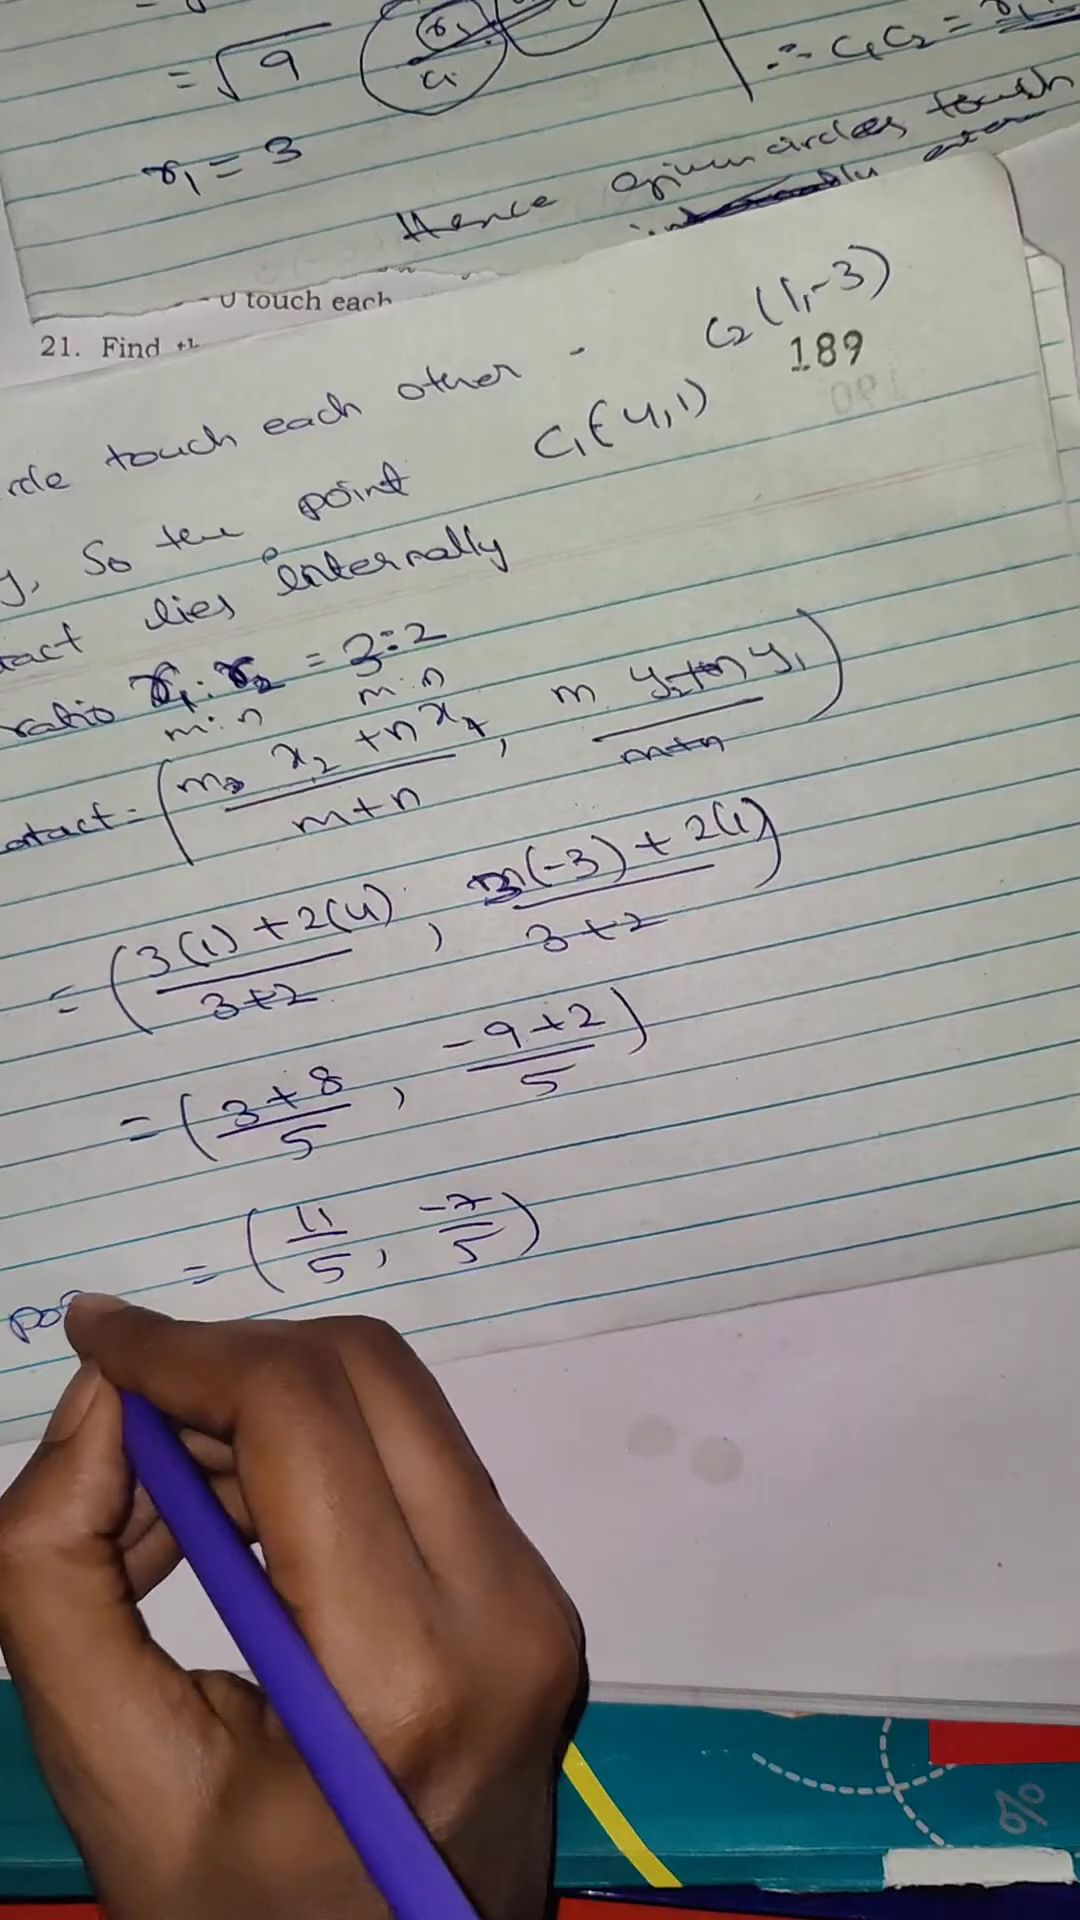 = √9
r₁
C₁
∴ C₁C₂ =
r₁ = 3
Hence given circles touch
U touch each
21. Find
C₂ (1,-3)
189
C₁(4,1)
touch each other -
y, So the point
tact lies internally
ratio r₁:r₂ = 3:2
m:n m:n
ntact = (m x₂ + n x₁ / m+n , m y₂+n y₁ / m+n)
= (3(1) + 2(4) / 3+2 , 3(-3) + 2(1) / 3+2)
= (3+8 / 5 , -9+2 / 5)
= (11/5 , -7/5)
%